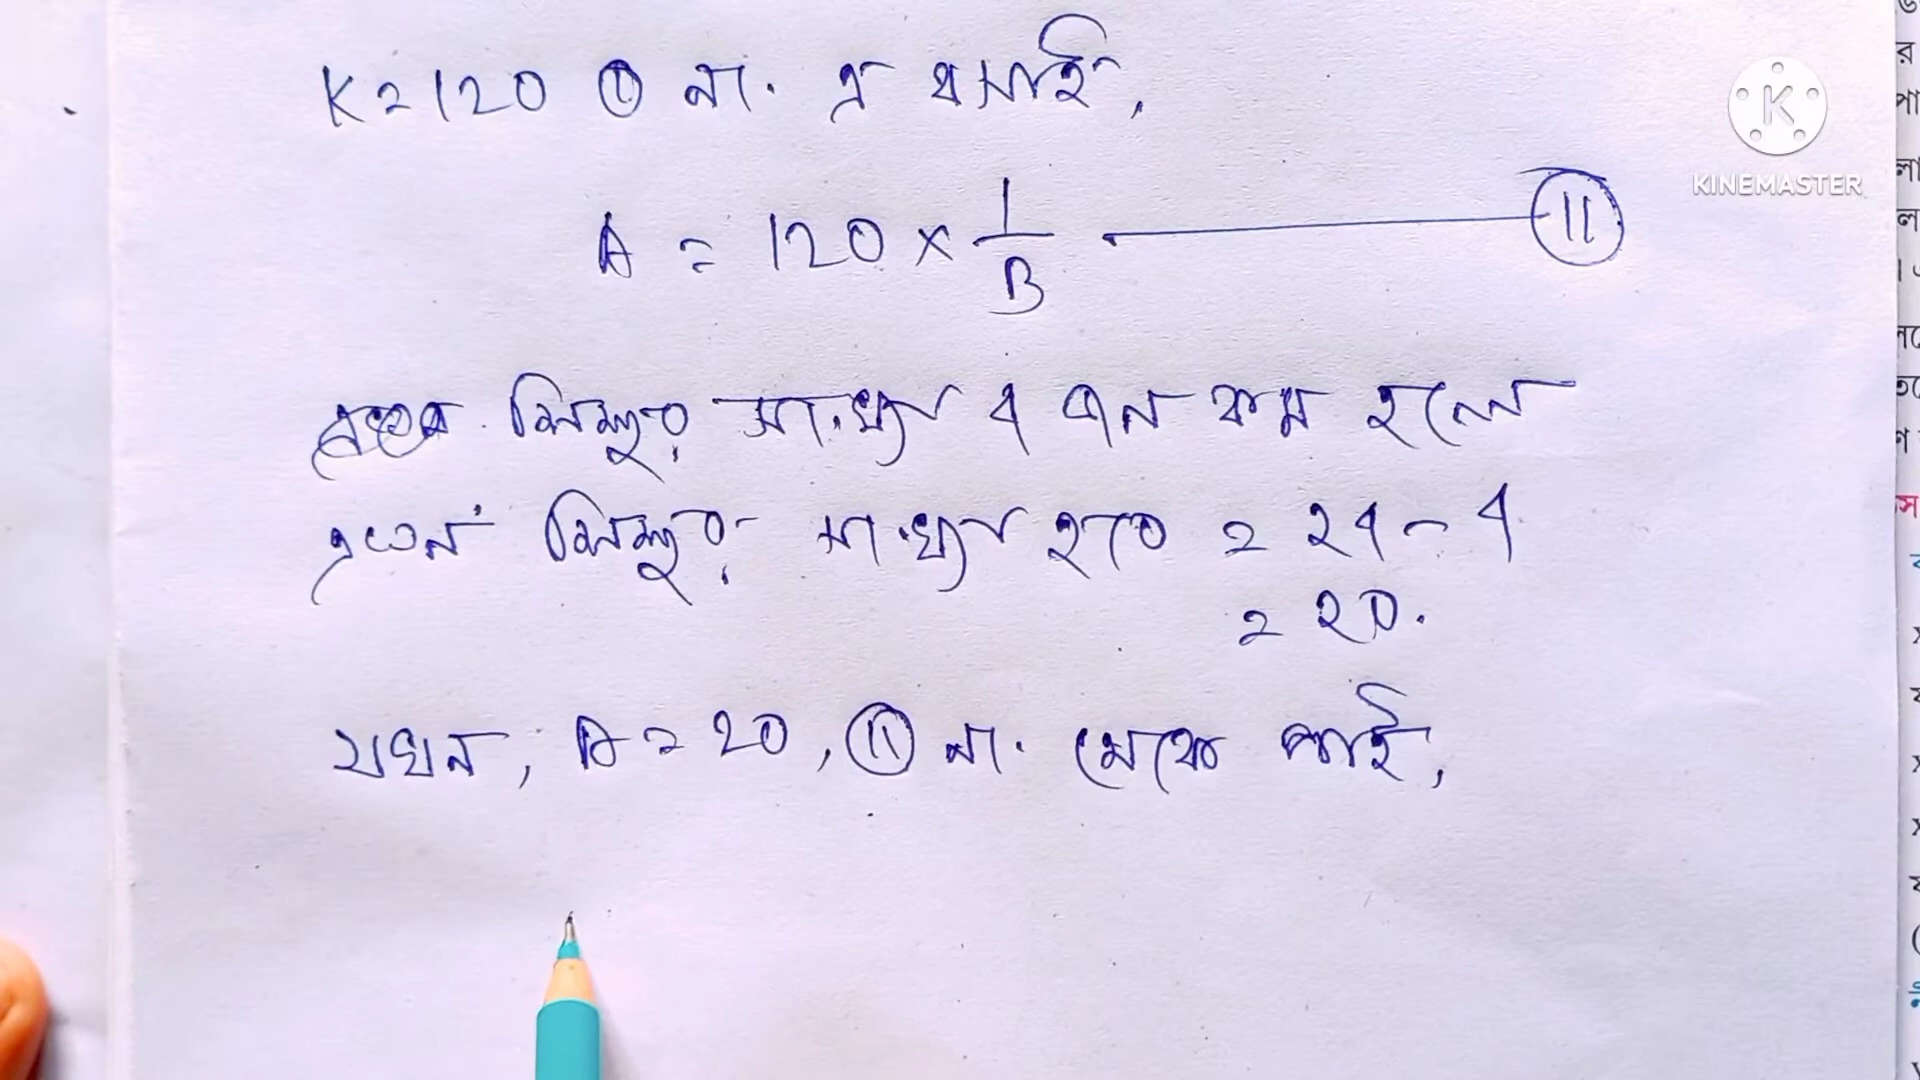 K = 120 ① নং এ বসাই,
KINEMASTER
A = 120 × 1/B ⑪
শিশুর সংখ্যা 4 জন কম হলে
এখন শিশুর সংখ্যা হবে = 24 - 4
= 20.
যখন, A = 20, ⑪ নং থেকে পাই,